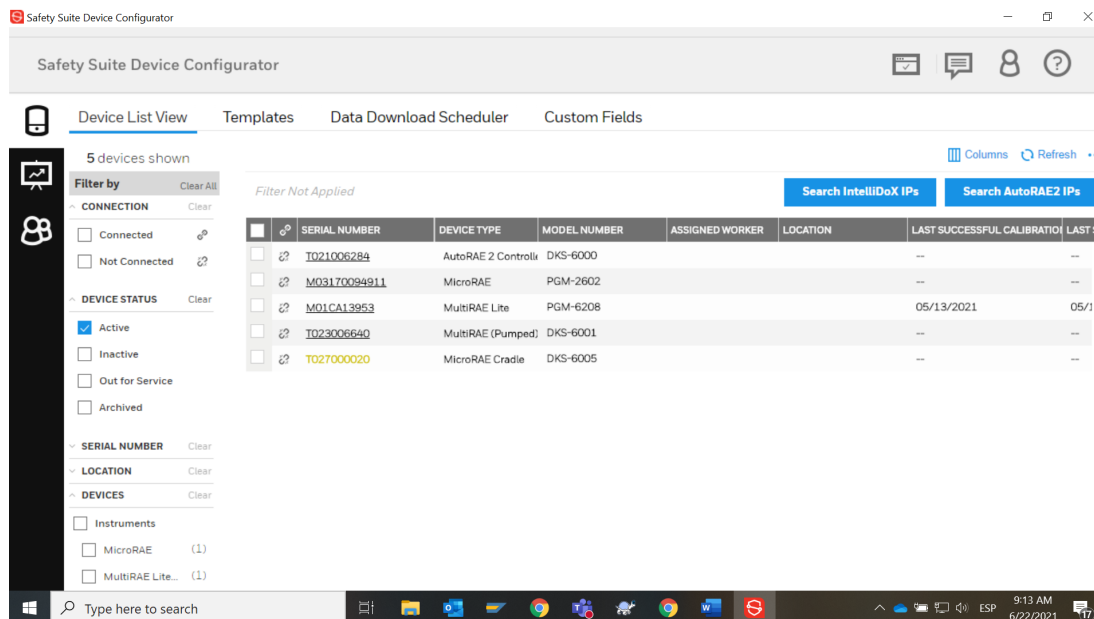 Safety Suite Device Configurator
Safety Suite Device Configurator
Device List View Templates Data Download Scheduler Custom Fields
5 devices shown
Columns Refresh
Filter by Clear All
Filter Not Applied
Search IntelliDoX IPs Search AutoRAE2 IPs
CONNECTION Clear
Connected
Not Connected
DEVICE STATUS Clear
Active
Inactive
Out for Service
Archived
SERIAL NUMBER Clear
LOCATION Clear
DEVICES Clear
Instruments
MicroRAE (1)
MultiRAE Lite... (1)
SERIAL NUMBER DEVICE TYPE MODEL NUMBER ASSIGNED WORKER LOCATION LAST SUCCESSFUL CALIBRATIO LAST
T021006284 AutoRAE 2 Controlle DKS-6000 -- --
M03170094911 MicroRAE PGM-2602 -- --
M01CA13953 MultiRAE Lite PGM-6208 05/13/2021 05/1
T023006640 MultiRAE (Pumped) DKS-6001 -- --
T027000020 MicroRAE Cradle DKS-6005 -- --
Type here to search
ESP
9:13 AM
6/22/2021
17